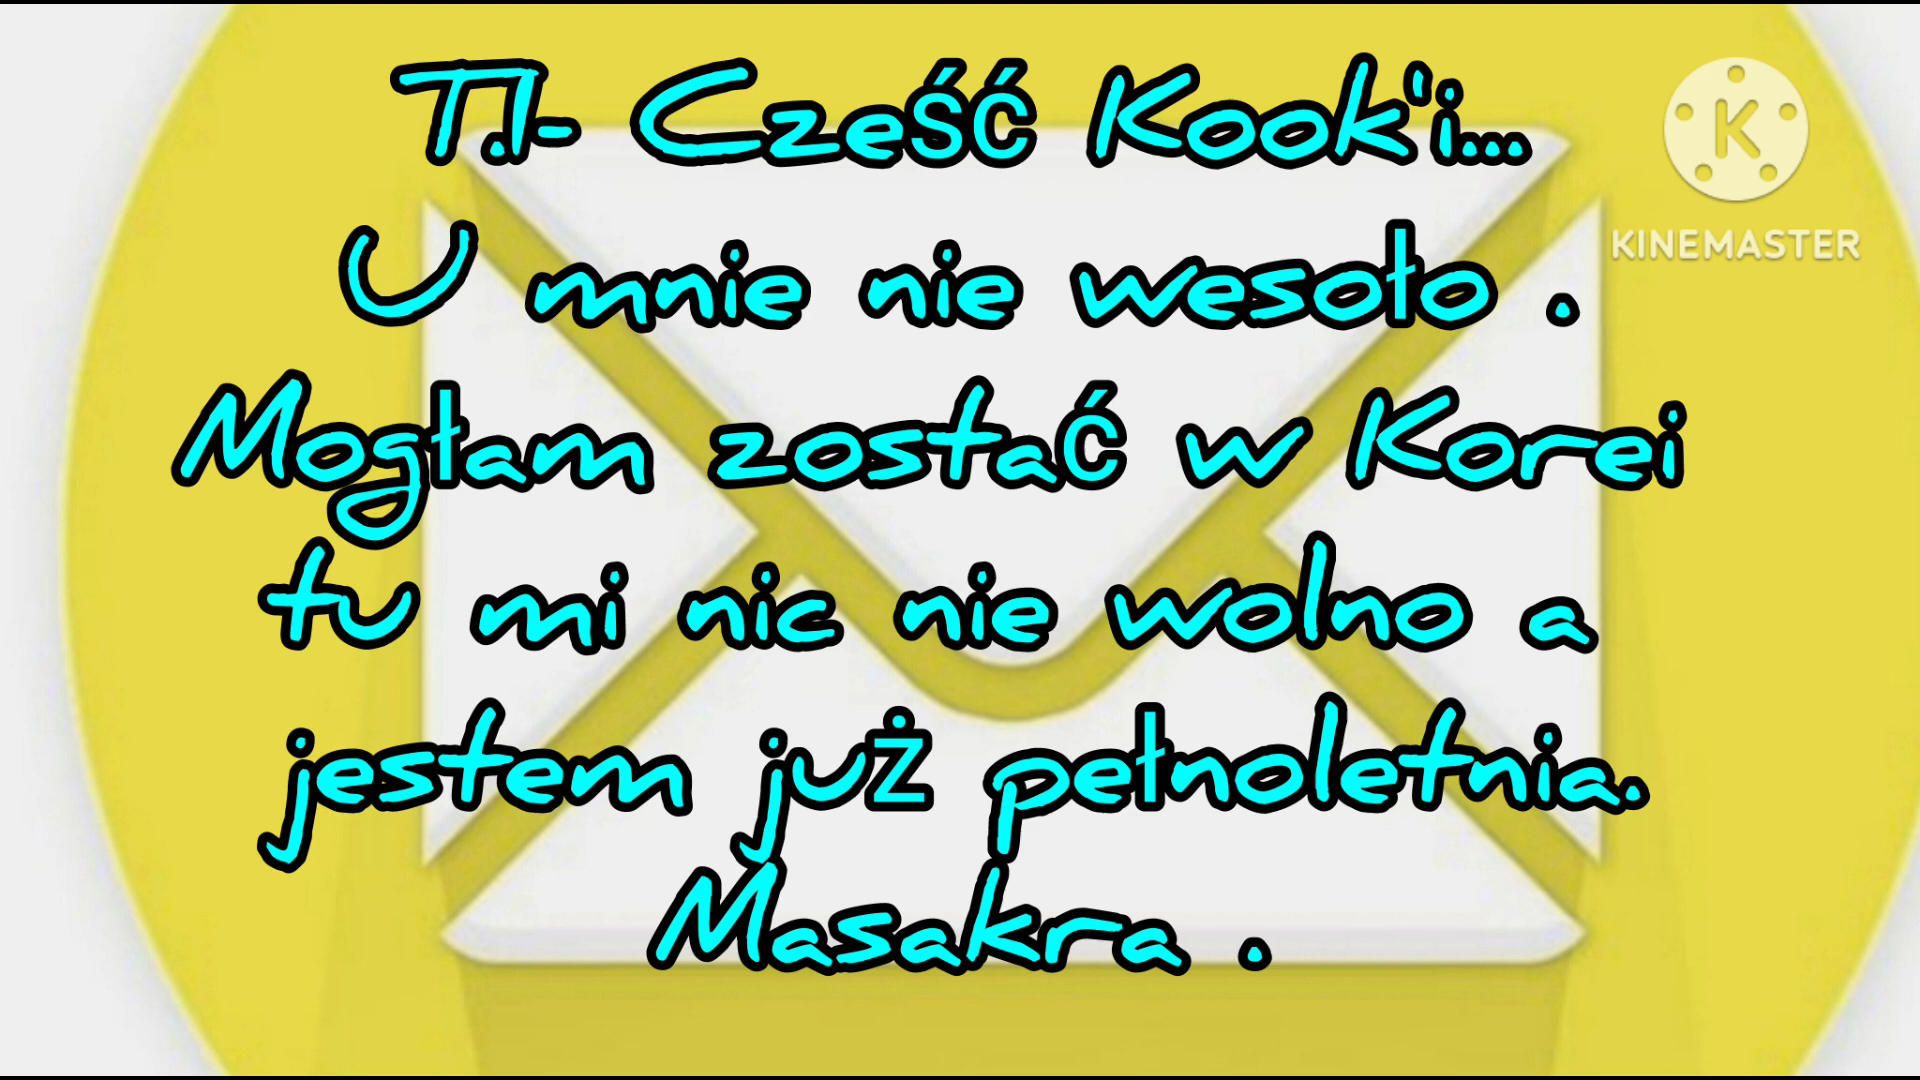 T.I- Cześć Kook"i...
U mnie nie wesoło .
Mogłam zostać w Korei
tu mi nic nie wolno a
jestem już pełnoletnia.
Masakra .
K
KINEMASTER